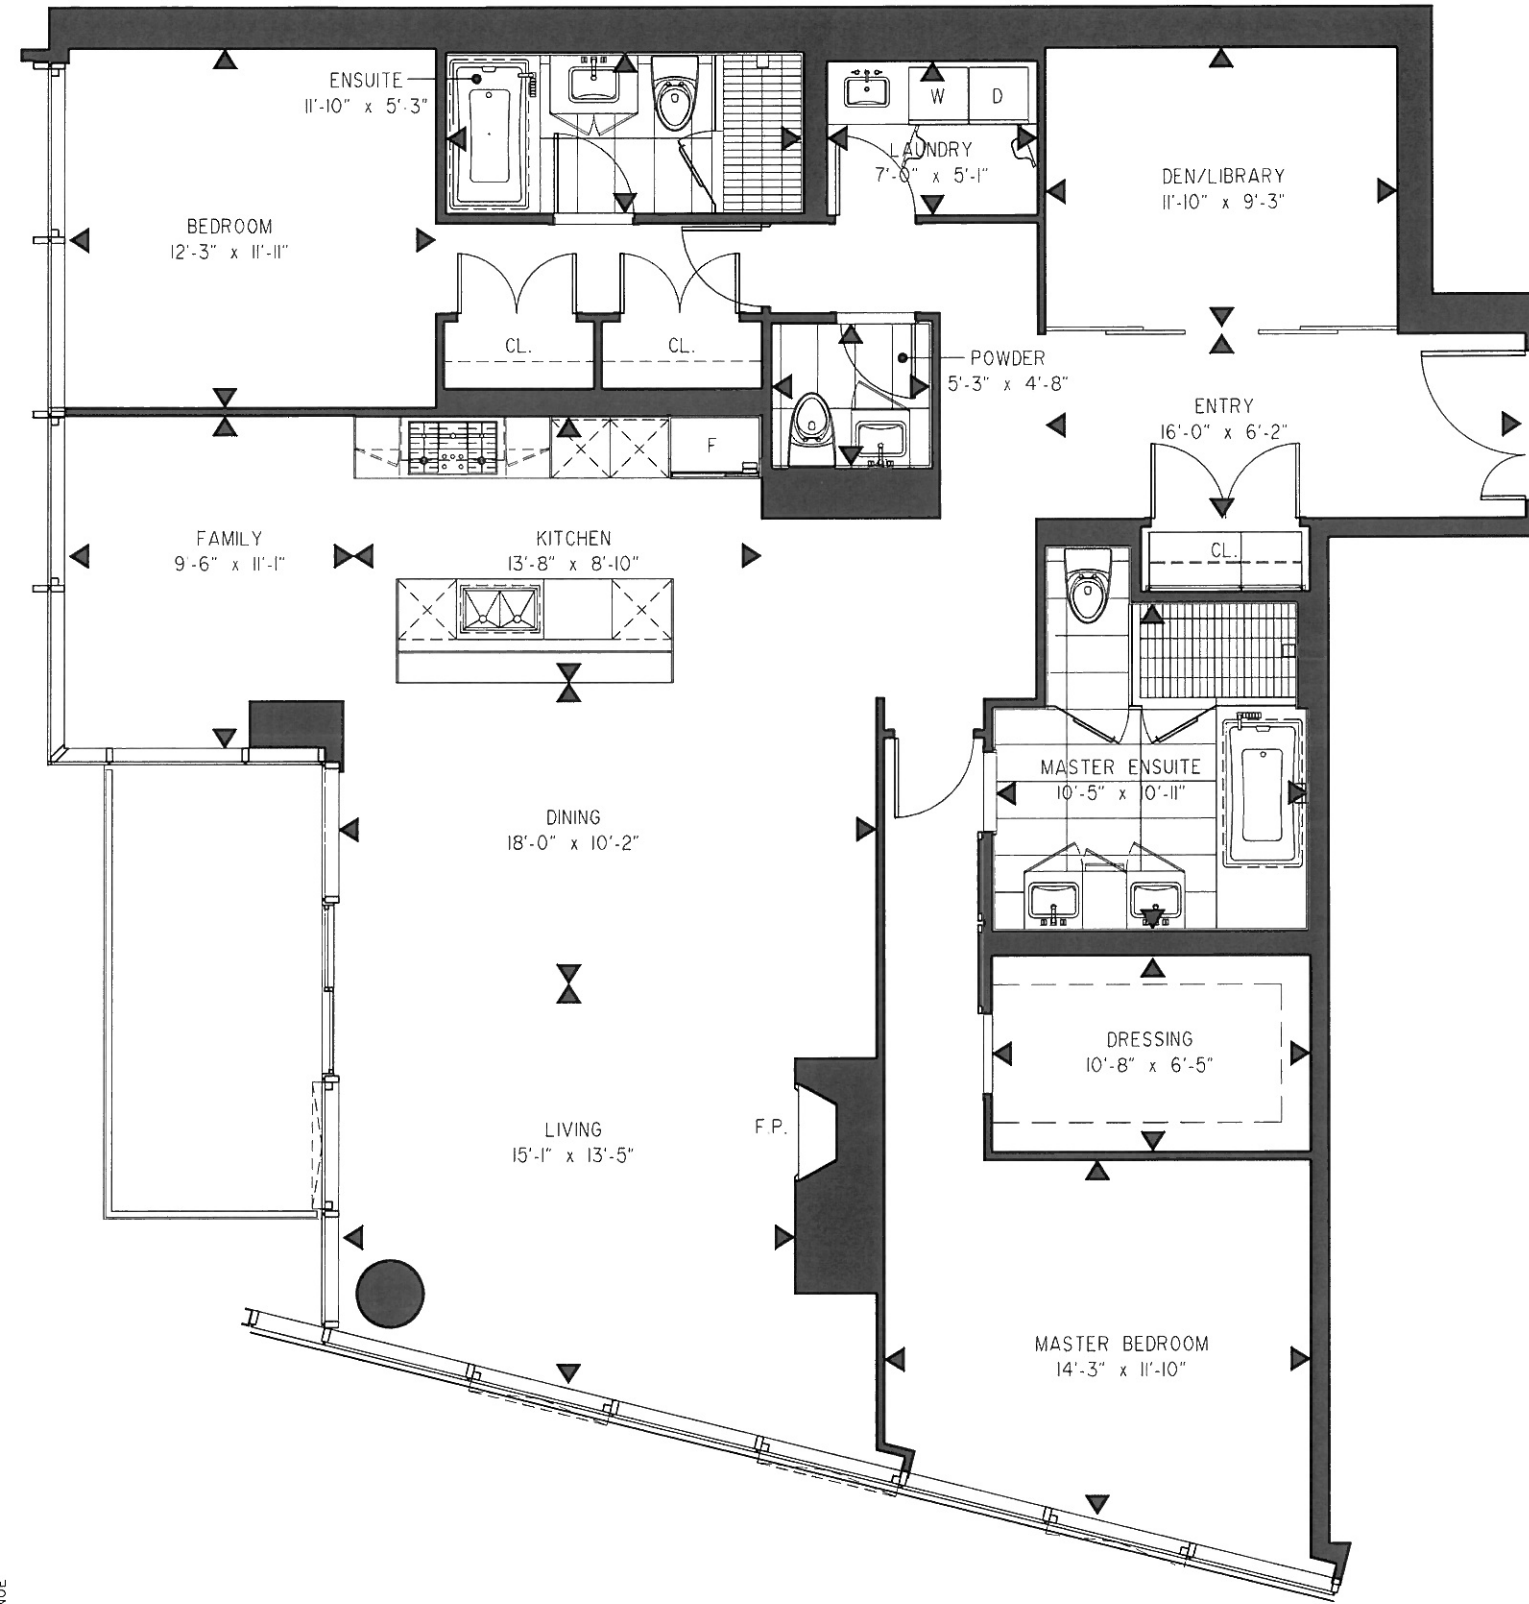 ENSUITE
11'-10" x 5'-3"
W
D
LAUNDRY
7'-0" x 5'-1"
DEN/LIBRARY
11'-10" x 9'-3"
BEDROOM
12'-3" x 11'-11"
CL.
CL.
POWDER
5'-3" x 4'-8"
ENTRY
16'-0" x 6'-2"
F
FAMILY
9'-6" x 11'-1"
KITCHEN
13'-8" x 8'-10"
CL.
MASTER ENSUITE
10'-5" x 10'-11"
DINING
18'-0" x 10'-2"
DRESSING
10'-8" x 6'-5"
LIVING
15'-1" x 13'-5"
F.P.
MASTER BEDROOM
14'-3" x 11'-10"